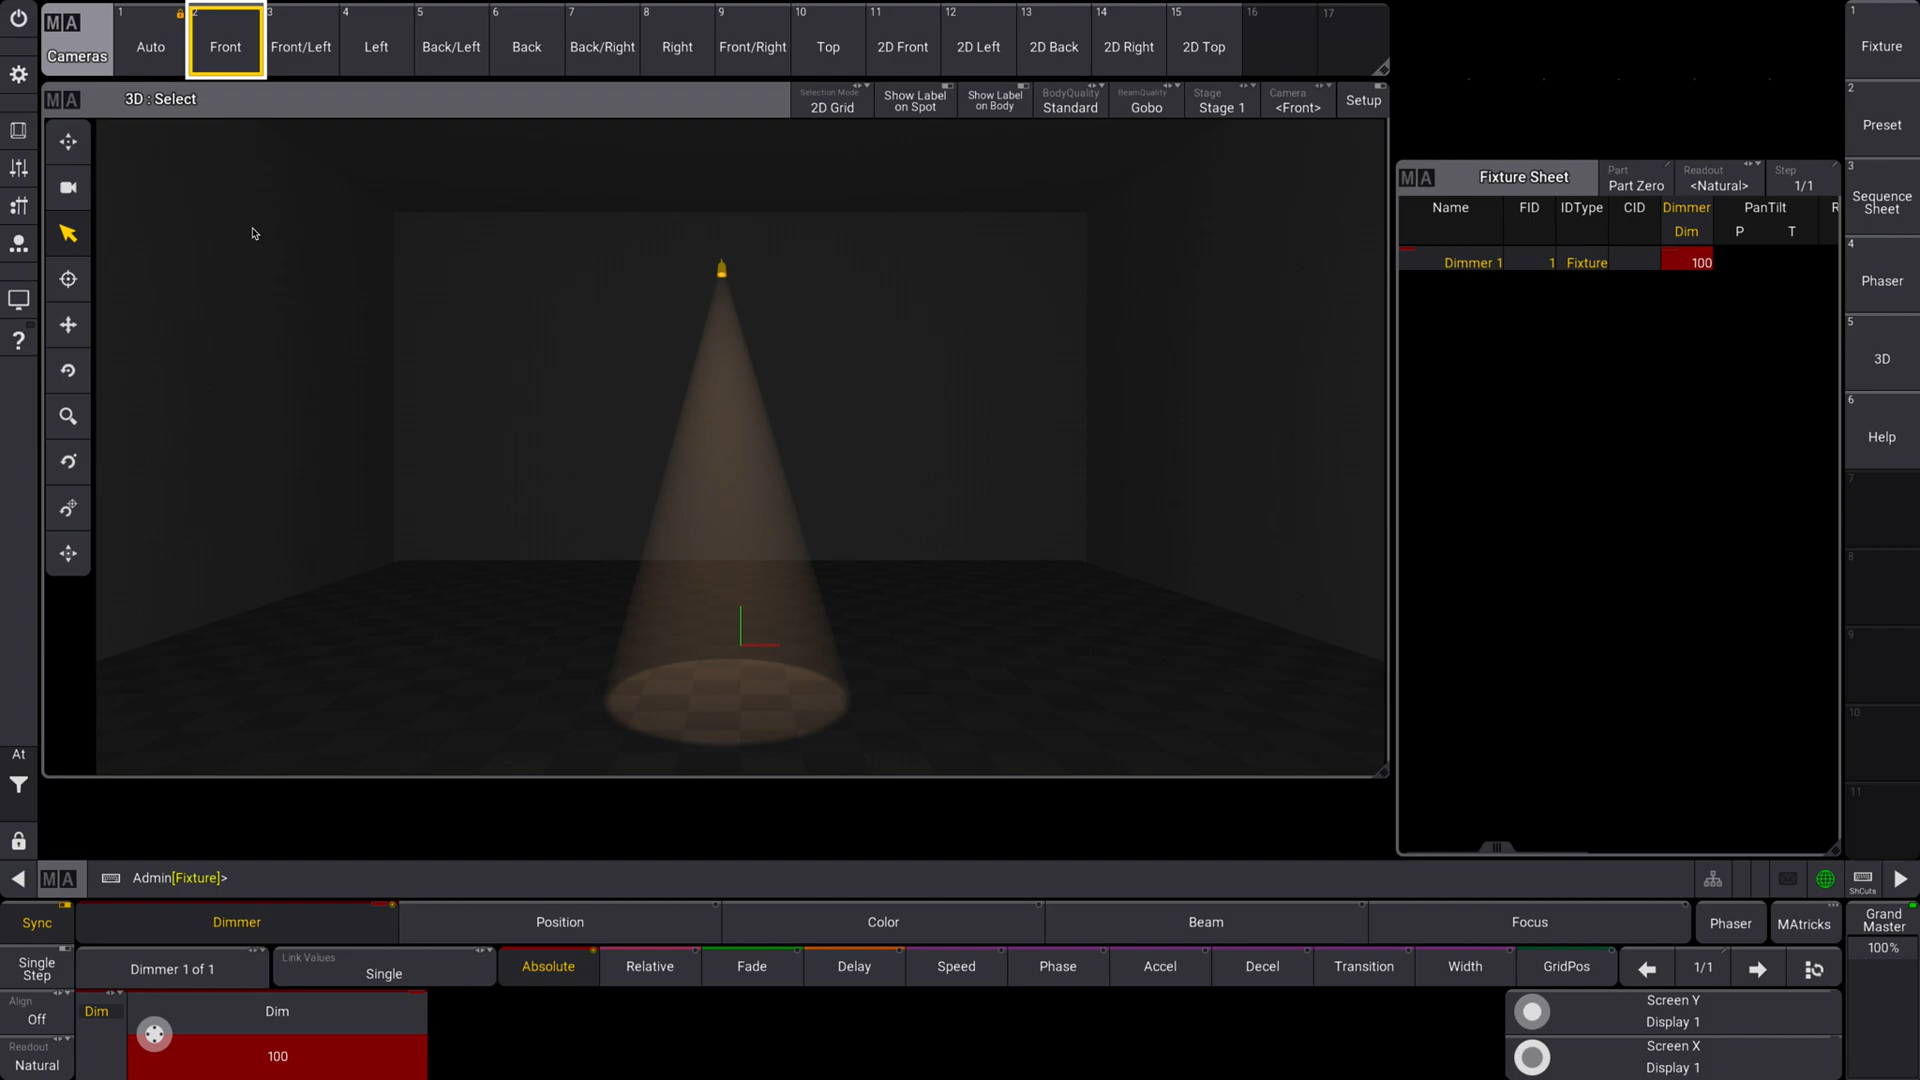 MA
Cameras
1
Auto
2
Front
3
Front/Left
4
Left
5
Back/Left
6
Back
7
Back/Right
8
Right
9
Front/Right
10
Top
11
2D Front
12
2D Left
13
2D Back
14
2D Right
15
2D Top
16
17
1
Fixture
2
Preset
3
Sequence
Sheet
4
Phaser
5
3D
6
Help
7
8
9
10
11
MA
3D : Select
Selection Mode
2D Grid
Show Label
on Spot
Show Label
on Body
BodyQuality
Standard
BeamQuality
Gobo
Stage
Stage 1
Camera
<Front>
Setup
MA
Fixture Sheet
Part
Part Zero
Readout
<Natural>
Step
1/1
Name FID IDType CID Dimmer PanTilt R
Dim P T
Dimmer 1 1 Fixture 100
?
At
MA
Admin[Fixture]>
ShCuts
Sync
Dimmer
Position
Color
Beam
Focus
Phaser
MAtricks
Grand
Master
100%
Single
Step
Dimmer 1 of 1
Link Values
Single
Absolute
Relative
Fade
Delay
Speed
Phase
Accel
Decel
Transition
Width
GridPos
1/1
Align
Off
Dim
Dim
100
Readout
Natural
Screen Y
Display 1
Screen X
Display 1